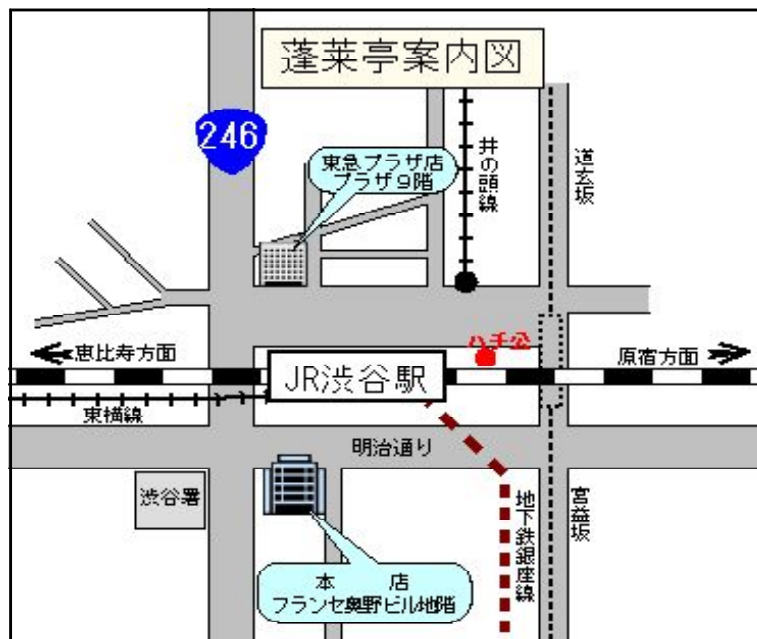 蓬莱亭案内図
246
東急プラザ店
プラザ9階
井の頭線
道玄坂
ハチ公
恵比寿方面
原宿方面
JR渋谷駅
東横線
明治通り
渋谷署
地下鉄銀座線
宮益坂
本 店
フランセ奥野ビル地階